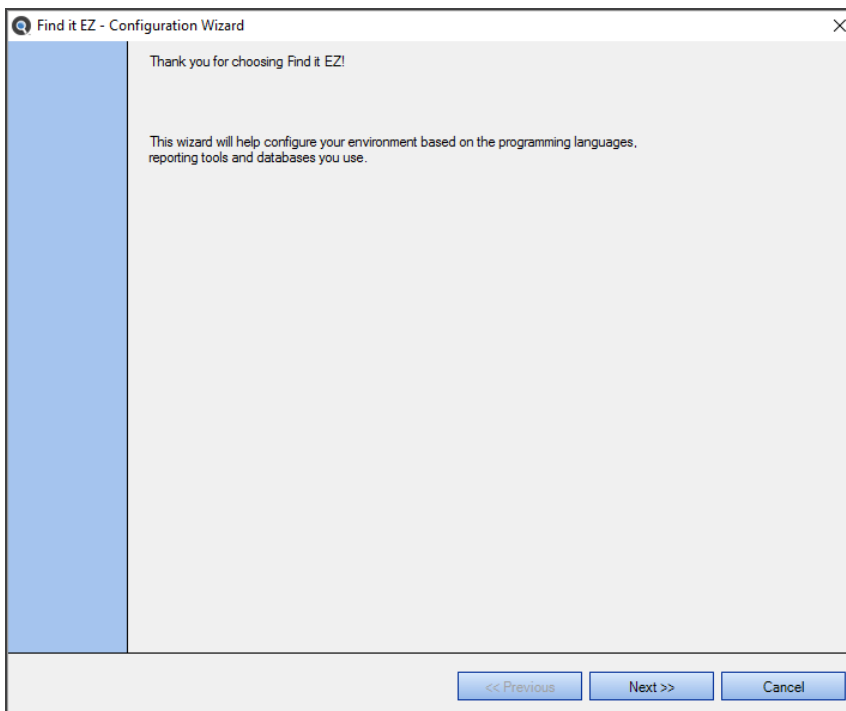 Find it EZ - Configuration Wizard
Thank you for choosing Find it EZ!
This wizard will help configure your environment based on the programming languages,
reporting tools and databases you use.
<< Previous
Next >>
Cancel